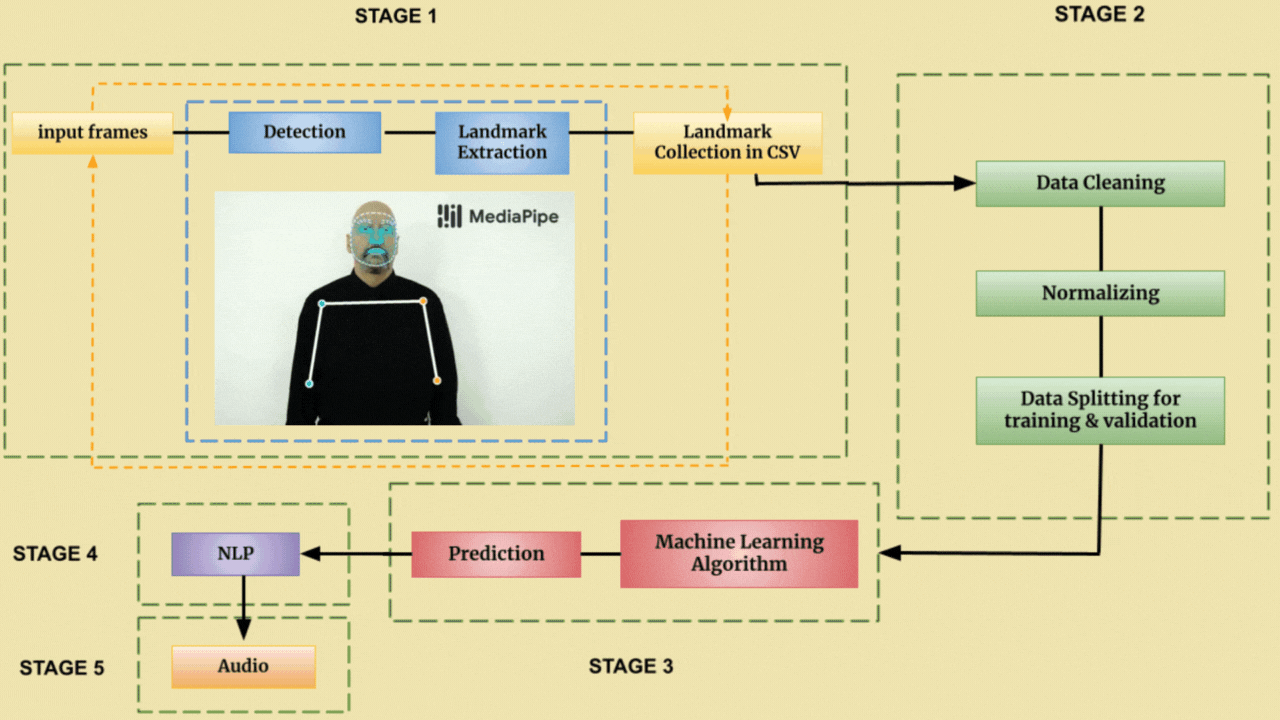 STAGE 1
STAGE 2
input frames
Detection
Landmark
Extraction
Landmark
Collection in CSV
MediaPipe
Data Cleaning
Normalizing
Data Splitting for
training & validation
STAGE 4
NLP
Prediction
Machine Learning
Algorithm
STAGE 5
Audio
STAGE 3